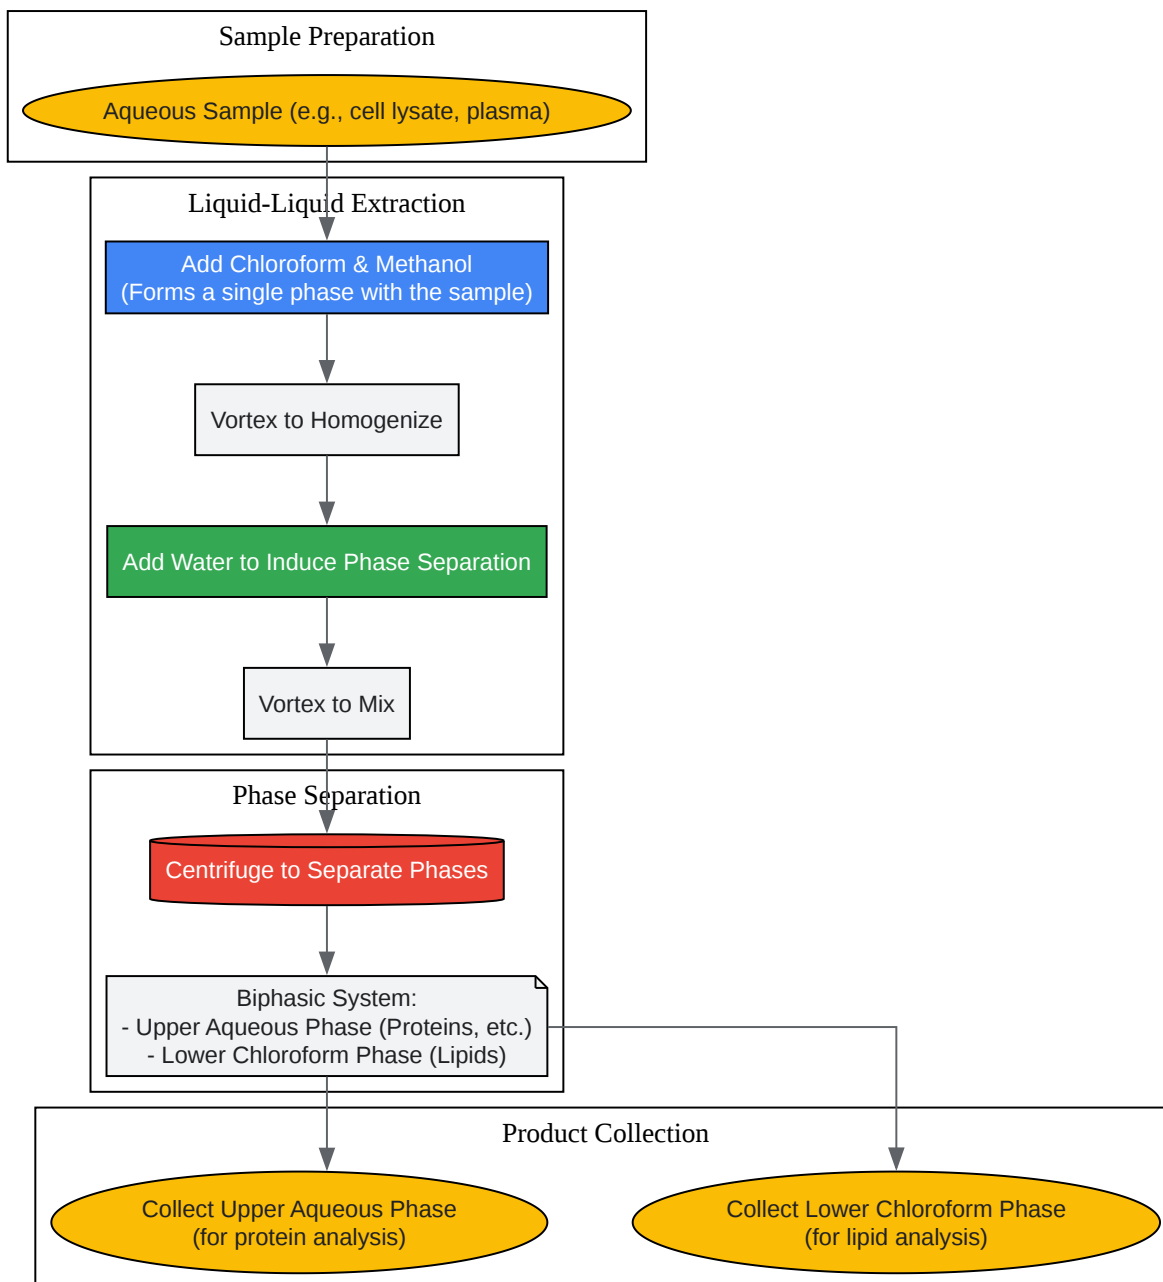 Sample Preparation
Aqueous Sample (e.g., cell lysate, plasma)
Liquid-Liquid Extraction
Add Chloroform & Methanol
(Forms a single phase with the sample)
Vortex to Homogenize
Add Water to Induce Phase Separation
Vortex to Mix
Phase Separation
Centrifuge to Separate Phases
Biphasic System:
- Upper Aqueous Phase (Proteins, etc.)
- Lower Chloroform Phase (Lipids)
Product Collection
Collect Upper Aqueous Phase
(for protein analysis)
Collect Lower Chloroform Phase
(for lipid analysis)